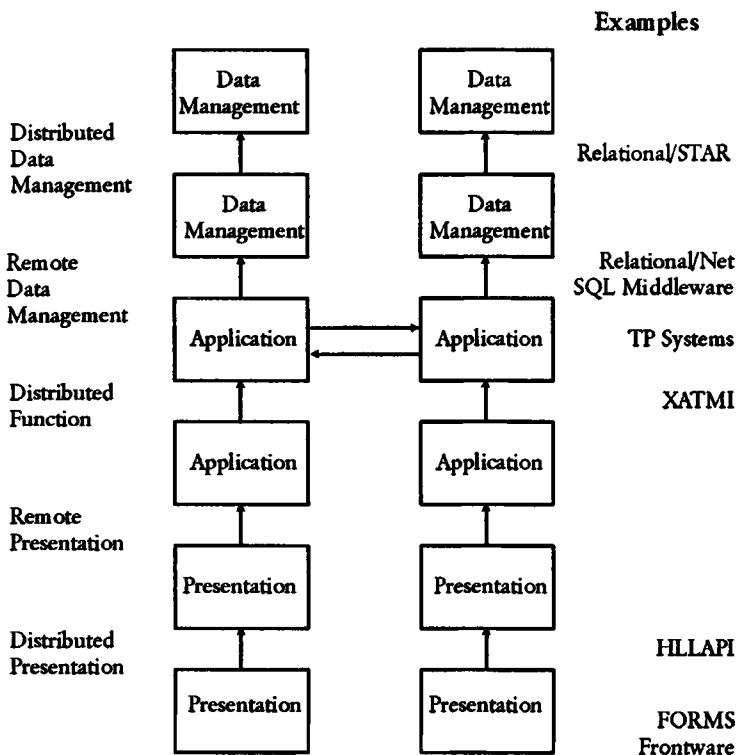 Examples
Data
Management
Data
Management
Distributed
Data
Management
Relational/STAR
Data
Management
Data
Management
Remote
Data
Management
Relational/Net
SQL Middleware
Application
Application
TP Systems
Distributed
Function
XATMI
Application
Application
Remote
Presentation
Presentation
Presentation
Distributed
Presentation
HLLAPI
Presentation
Presentation
FORMS
Frontware